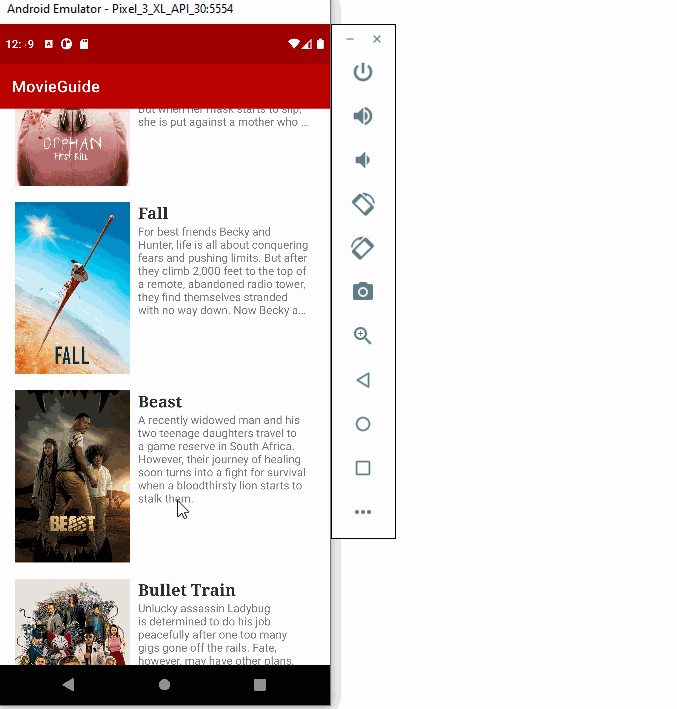 Android Emulator - Pixel_3_XL_API_30:5554
MovieGuide
But when her mask starts to slip,
she is put against a mother who ...
ORPHAN
FIRST KILL
Fall
For best friends Becky and
Hunter, life is all about conquering
fears and pushing limits. But after
they climb 2,000 feet to the top of
a remote, abandoned radio tower,
they find themselves stranded
with no way down. Now Becky a...
FALL
Beast
A recently widowed man and his
two teenage daughters travel to
a game reserve in South Africa.
However, their journey of healing
soon turns into a fight for survival
when a bloodthirsty lion starts to
stalk them.
BEAST
Bullet Train
Unlucky assassin Ladybug
is determined to do his job
peacefully after one too many
gigs gone off the rails. Fate,
however, may have other plans,